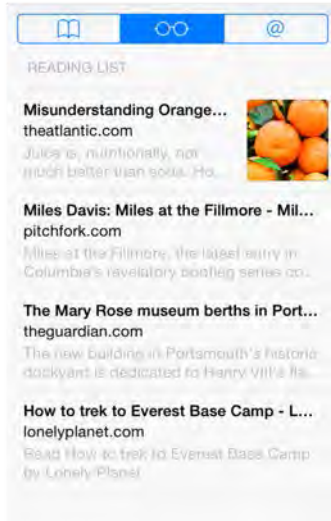 @
READING LIST
Misunderstanding Orange...
theatlantic.com
Juice is, nutritionally, not
much better than soda. Ho...
Miles Davis: Miles at the Fillmore - Mil...
pitchfork.com
Miles at the Fillmore, the latest entry in
Columbia's revelatory bootleg series co...
The Mary Rose museum berths in Port...
theguardian.com
The new building in Portsmouth's historic
dockyard is dedicated to Henry VIII's fla...
How to trek to Everest Base Camp - L...
lonelyplanet.com
Read How to trek to Everest Base Camp
by Lonely Planet